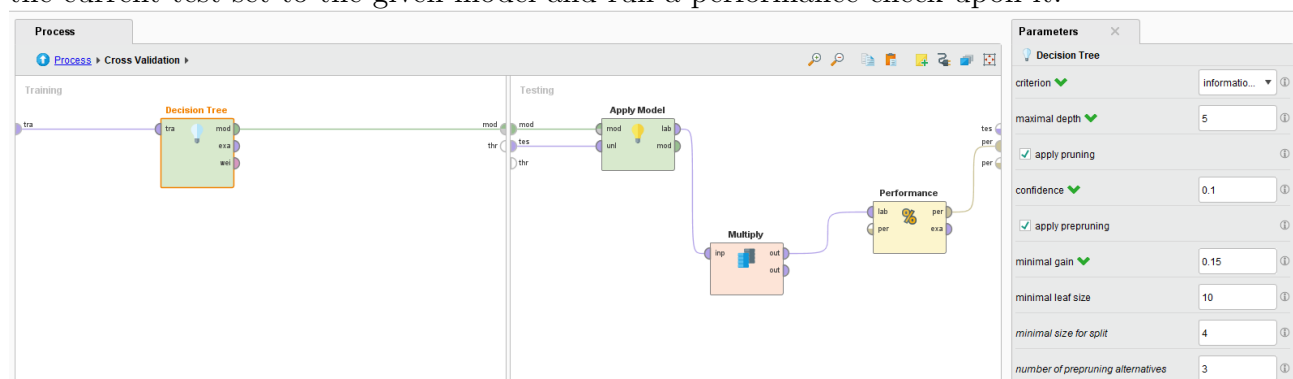 the current test set to the given model and run a performance check upon it.
Process
Process ▸ Cross Validation ▸
Training
Testing
tra
Decision Tree
tra
mod
exa
wei
mod
thr
mod
tes
thr
Apply Model
mod
lab
unl
mod
Multiply
inp
out
out
Performance
lab
per
per
exa
%
tes
per
per
Parameters ×
Decision Tree
criterion informatio...
maximal depth 5
apply pruning
confidence 0.1
apply prepruning
minimal gain 0.15
minimal leaf size 10
minimal size for split 4
number of prepruning alternatives 3